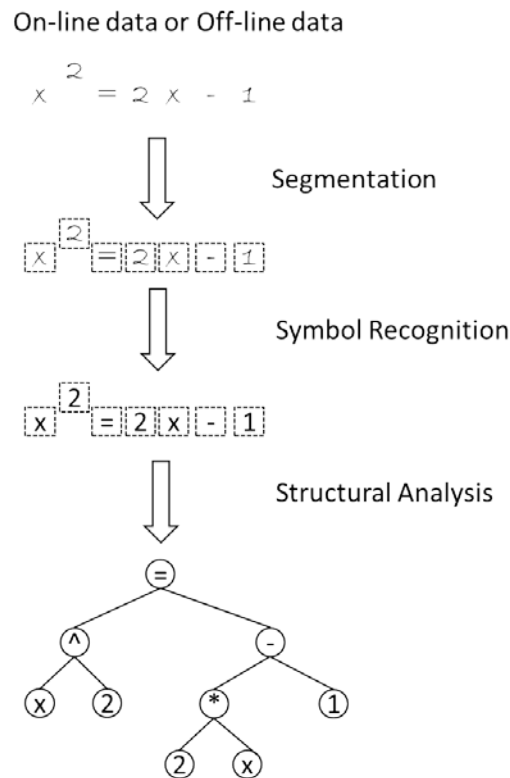 On-line data or Off-line data
x 2 = 2 x - 1
Segmentation
x 2 = 2 x - 1
Symbol Recognition
x 2 = 2 x - 1
Structural Analysis
=
^ -
x 2 * 1
2 x